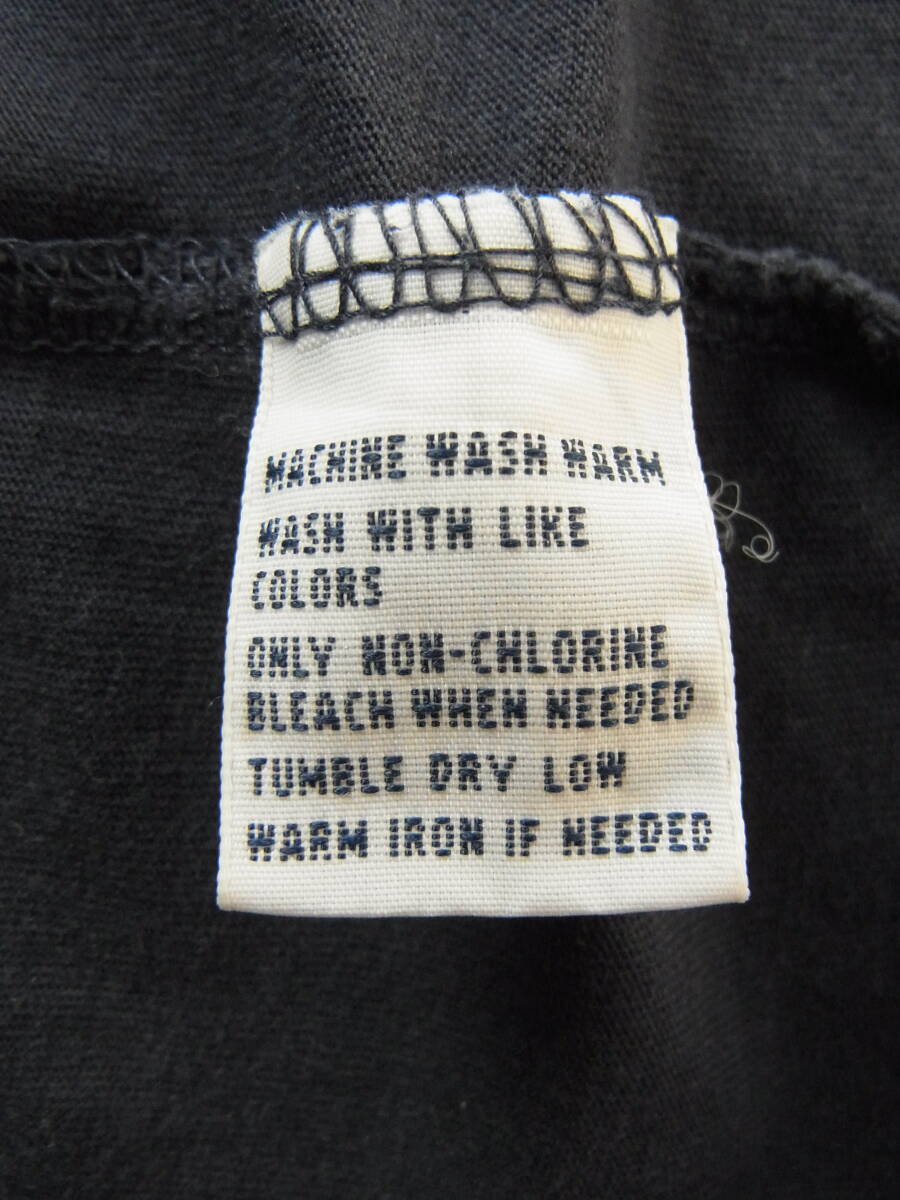 MACHINE WASH WARM
WASH WITH LIKE
COLORS
ONLY NON-CHLORINE
BLEACH WHEN NEEDED
TUMBLE DRY LOW
WARM IRON IF NEEDED